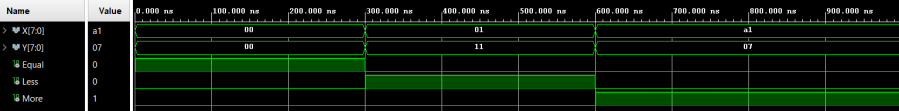 Name Value 0.000 ns 100.000 ns 200.000 ns 300.000 ns 400.000 ns 500.000 ns 600.000 ns 700.000 ns 800.000 ns 900.000 ns
X[7:0] a1 00 01 a1
Y[7:0] 07 00 11 07
Equal 0
Less 0
More 1